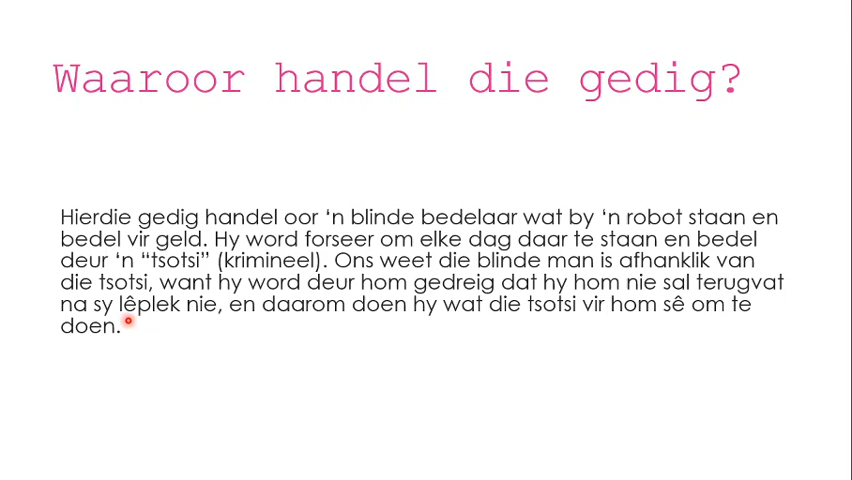 Waaroor handel die gedig?
Hierdie gedig handel oor ‘n blinde bedelaar wat by ‘n robot staan en
bedel vir geld. Hy word forseer om elke dag daar te staan en bedel
deur ‘n “tsotsi” (krimineel). Ons weet die blinde man is afhanklik van
die tsotsi, want hy word deur hom gedreig dat hy hom nie sal terugvat
na sy lêplek nie, en daarom doen hy wat die tsotsi vir hom sê om te
doen.